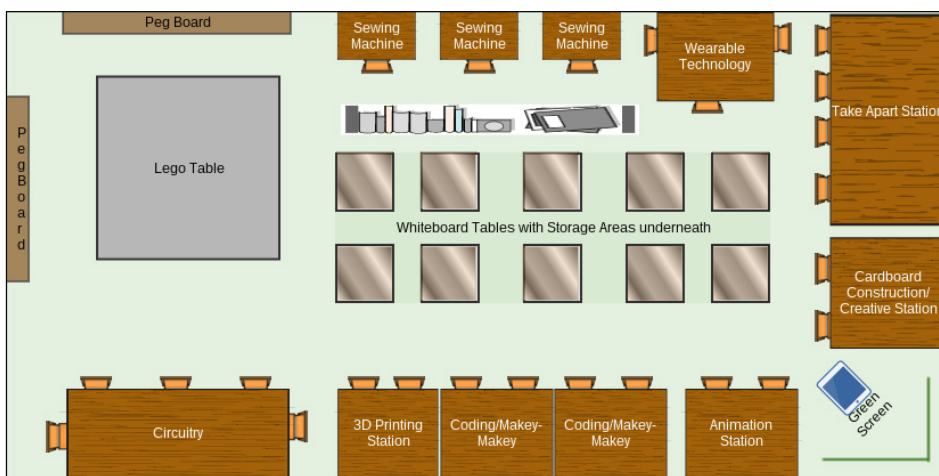 Peg Board
Sewing
Machine
Sewing
Machine
Sewing
Machine
Wearable
Technology
Take Apart Station
PegBoard
Lego Table
Whiteboard Tables with Storage Areas underneath
Cardboard
Construction/
Creative Station
Green
Screen
Circuitry
3D Printing
Station
Coding/Makey-
Makey
Coding/Makey-
Makey
Animation
Station